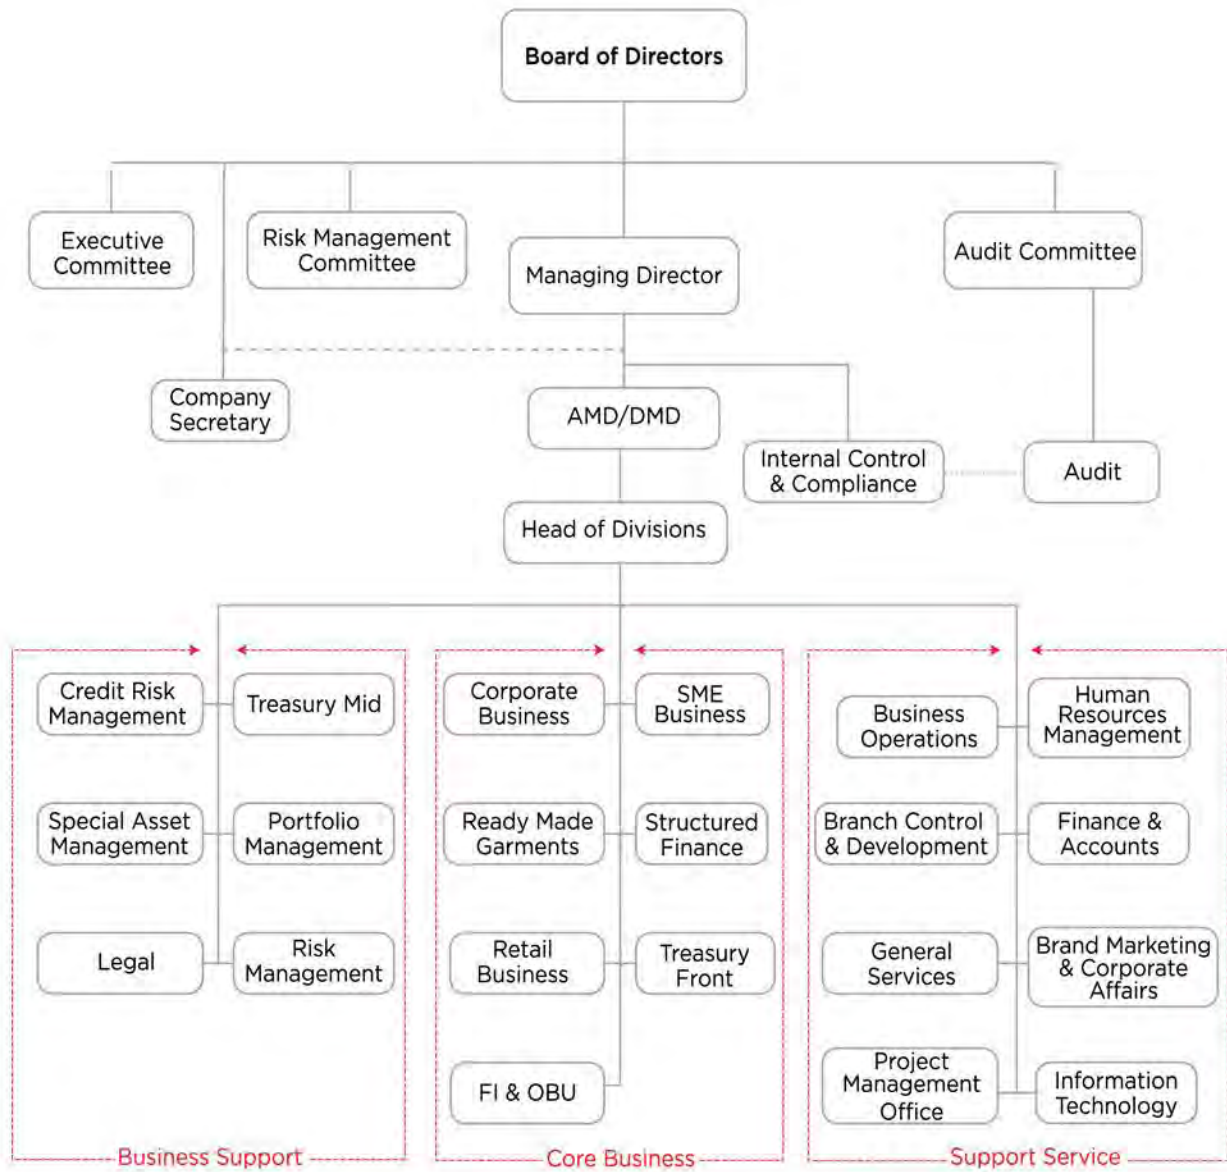 Board of Directors
Executive
Committee
Risk Management
Committee
Managing Director
Audit Committee
Company
Secretary
AMD/DMD
Internal Control
& Compliance
Audit
Head of Divisions
Credit Risk
Management
Treasury Mid
Special Asset
Management
Portfolio
Management
Legal
Risk
Management
Business Support
Corporate
Business
SME
Business
Ready Made
Garments
Structured
Finance
Retail
Business
Treasury
Front
FI & OBU
Core Business
Business
Operations
Human
Resources
Management
Branch Control
& Development
Finance &
Accounts
General
Services
Brand Marketing
& Corporate
Affairs
Project
Management
Office
Information
Technology
Support Service